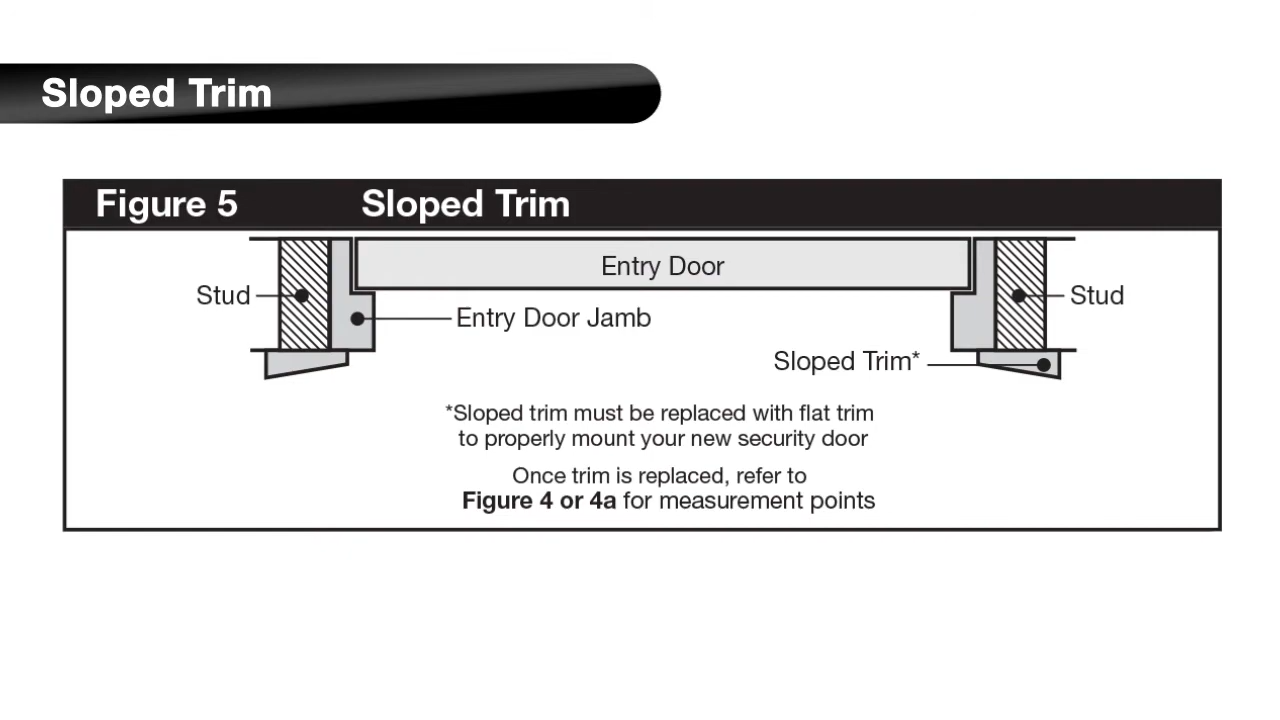 Sloped Trim
Figure 5 Sloped Trim
Entry Door
Stud
Stud
Entry Door Jamb
Sloped Trim*
*Sloped trim must be replaced with flat trim
to properly mount your new security door
Once trim is replaced, refer to
Figure 4 or 4a for measurement points